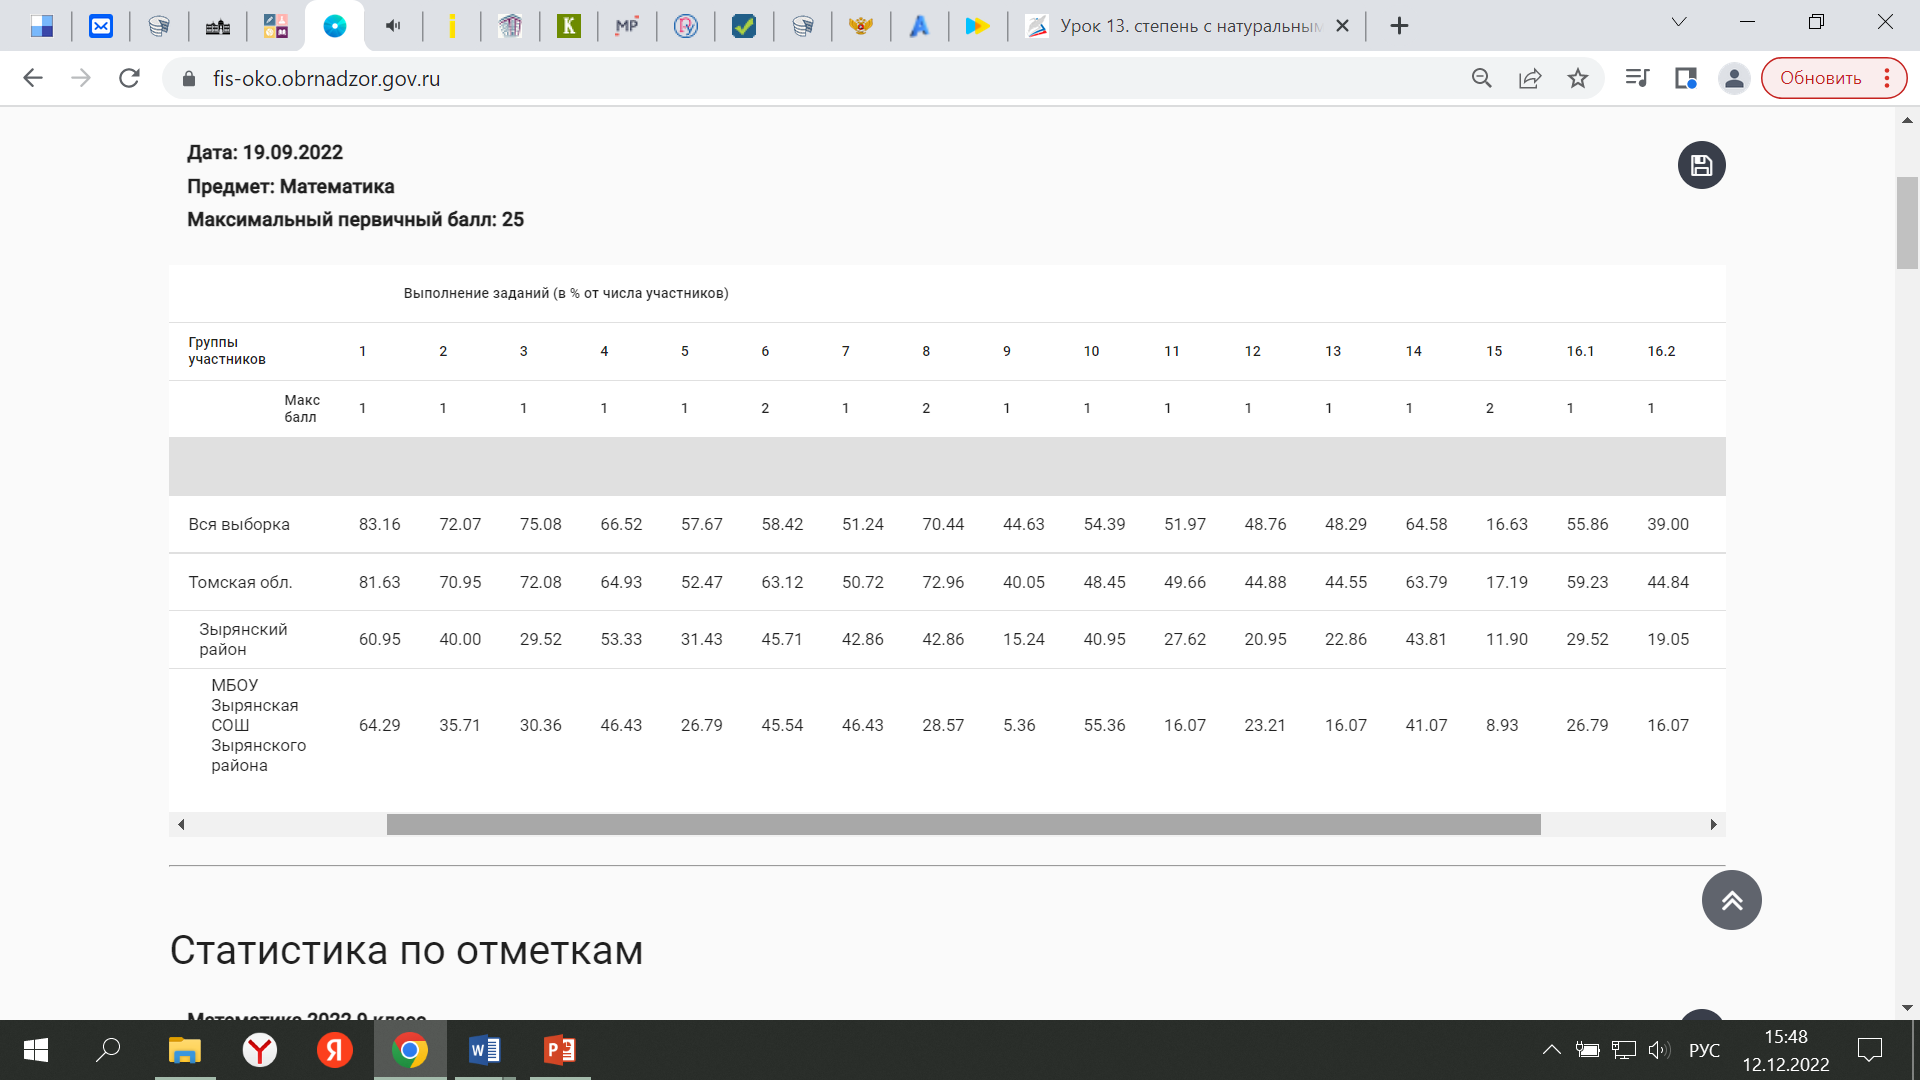 Урок 13. степень с натуральным
fis-oko.obrnadzor.gov.ru
Обновить
Дата: 19.09.2022
Предмет: Математика
Максимальный первичный балл: 25
Выполнение заданий (в % от числа участников)
Группы участников 1 2 3 4 5 6 7 8 9 10 11 12 13 14 15 16.1 16.2
Макс балл 1 1 1 1 1 2 1 2 1 1 1 1 1 1 2 1 1
Вся выборка 83.16 72.07 75.08 66.52 57.67 58.42 51.24 70.44 44.63 54.39 51.97 48.76 48.29 64.58 16.63 55.86 39.00
Томская обл. 81.63 70.95 72.08 64.93 52.47 63.12 50.72 72.96 40.05 48.45 49.66 44.88 44.55 63.79 17.19 59.23 44.84
Зырянский район 60.95 40.00 29.52 53.33 31.43 45.71 42.86 42.86 15.24 40.95 27.62 20.95 22.86 43.81 11.90 29.52 19.05
МБОУ Зырянская СОШ Зырянского района 64.29 35.71 30.36 46.43 26.79 45.54 46.43 28.57 5.36 55.36 16.07 23.21 16.07 41.07 8.93 26.79 16.07
Статистика по отметкам
Математика 2022 9 класс
РУС
15:48
12.12.2022